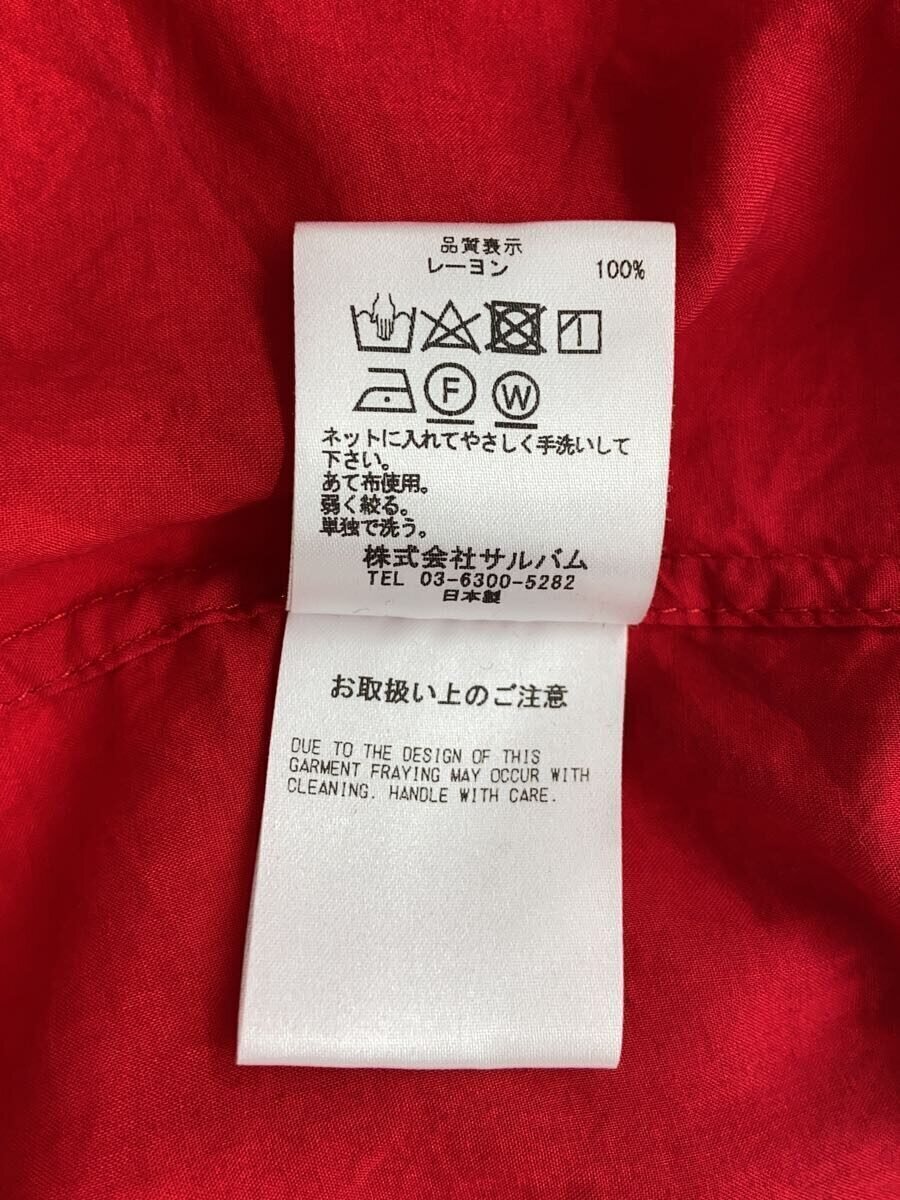 品質表示
レーヨン 100%
F W
ネットに入れてやさしく手洗いして
下さい。
あて布使用。
弱く絞る。
単独で洗う。
株式会社サルバム
TEL 03-6300-5282
日本製
お取扱い上のご注意
DUE TO THE DESIGN OF THIS
GARMENT FRAYING MAY OCCUR WITH
CLEANING. HANDLE WITH CARE.